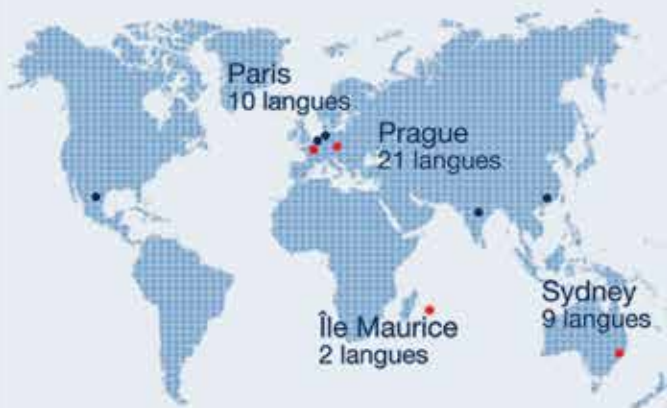 Paris
10 langues
Prague
21 langues
Île Maurice
2 langues
Sydney
9 langues